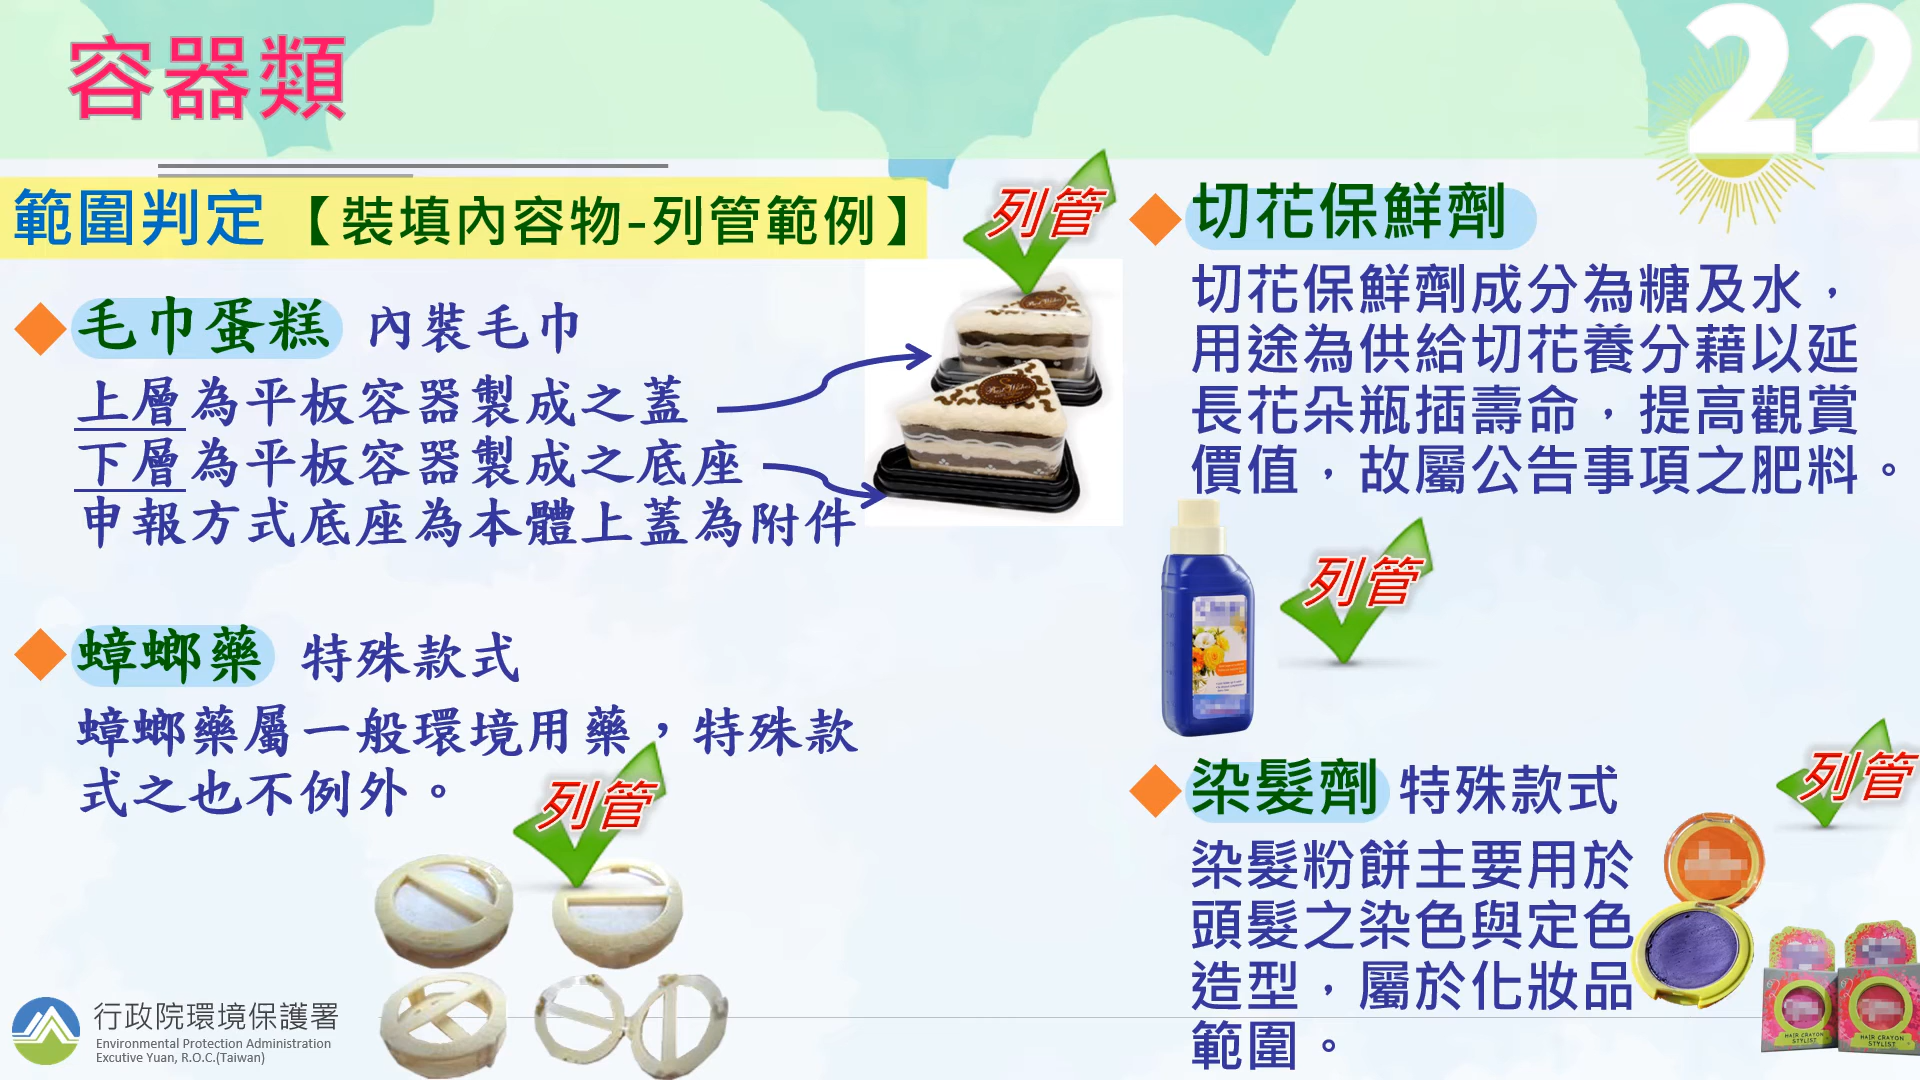 容器類
22
範圍判定【裝填內容物-列管範例】
毛巾蛋糕 內裝毛巾
上層為平板容器製成之蓋
下層為平板容器製成之底座
申報方式底座為本體上蓋為附件
列管
蟑螂藥 特殊款式
蟑螂藥屬一般環境用藥，特殊款
式之也不例外。
列管
切花保鮮劑
切花保鮮劑成分為糖及水，
用途為供給切花養分藉以延
長花朵瓶插壽命，提高觀賞
價值，故屬公告事項之肥料。
列管
染髮劑 特殊款式
列管
染髮粉餅主要用於
頭髮之染色與定色
造型，屬於化妝品
範圍。
HAIR CRAYON
STYLIST
HAIR CRAYON
STYLIST
行政院環境保護署
Environmental Protection Administration
Excutive Yuan, R.O.C.(Taiwan)